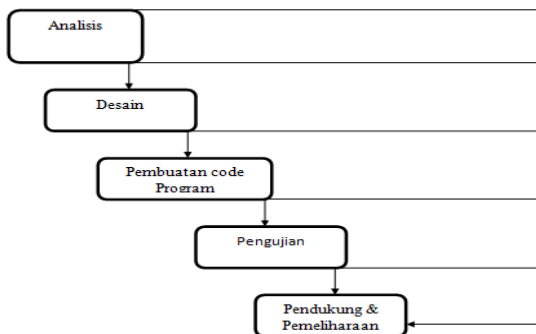 Analisis
Desain
Pembuatan code
Program
Pengujian
Pendukung &
Pemeliharaan